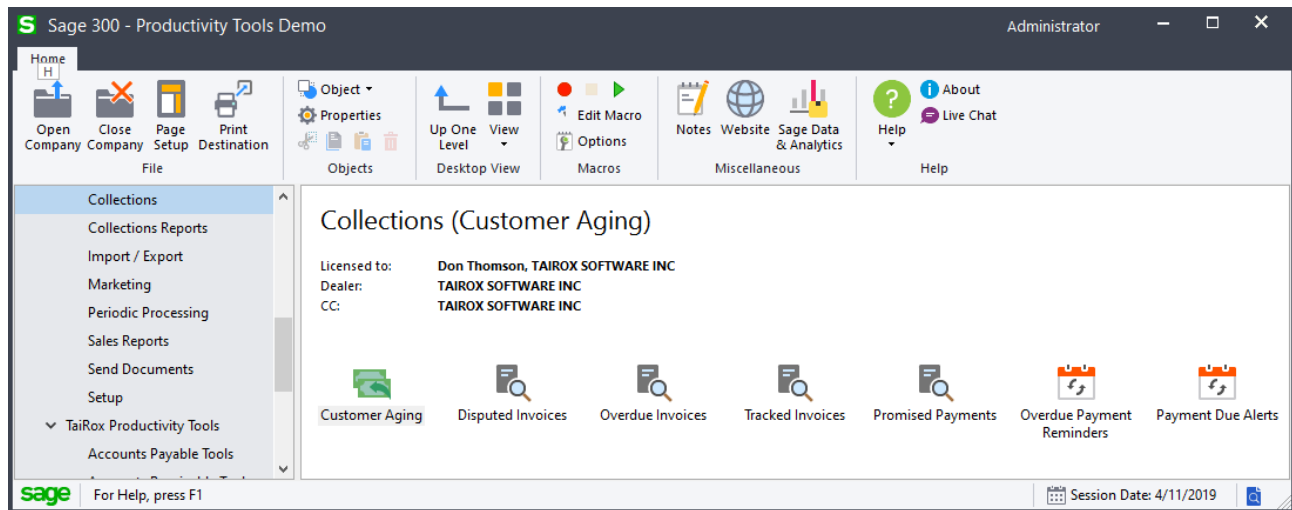 S Sage 300 - Productivity Tools Demo
Administrator
Home
H
Open Company
Close Company
Page Setup
Print Destination
File
Object
Properties
Objects
Up One Level
View
Desktop View
Edit Macro
Options
Macros
Notes
Website
Sage Data & Analytics
Miscellaneous
Help
About
Live Chat
Help
Collections
Collections Reports
Import / Export
Marketing
Periodic Processing
Sales Reports
Send Documents
Setup
TaiRox Productivity Tools
Accounts Payable Tools
Collections (Customer Aging)
Licensed to: Don Thomson, TAIROX SOFTWARE INC
Dealer: TAIROX SOFTWARE INC
CC: TAIROX SOFTWARE INC
Customer Aging
Disputed Invoices
Overdue Invoices
Tracked Invoices
Promised Payments
Overdue Payment
Reminders
Payment Due Alerts
sage
For Help, press F1
Session Date: 4/11/2019